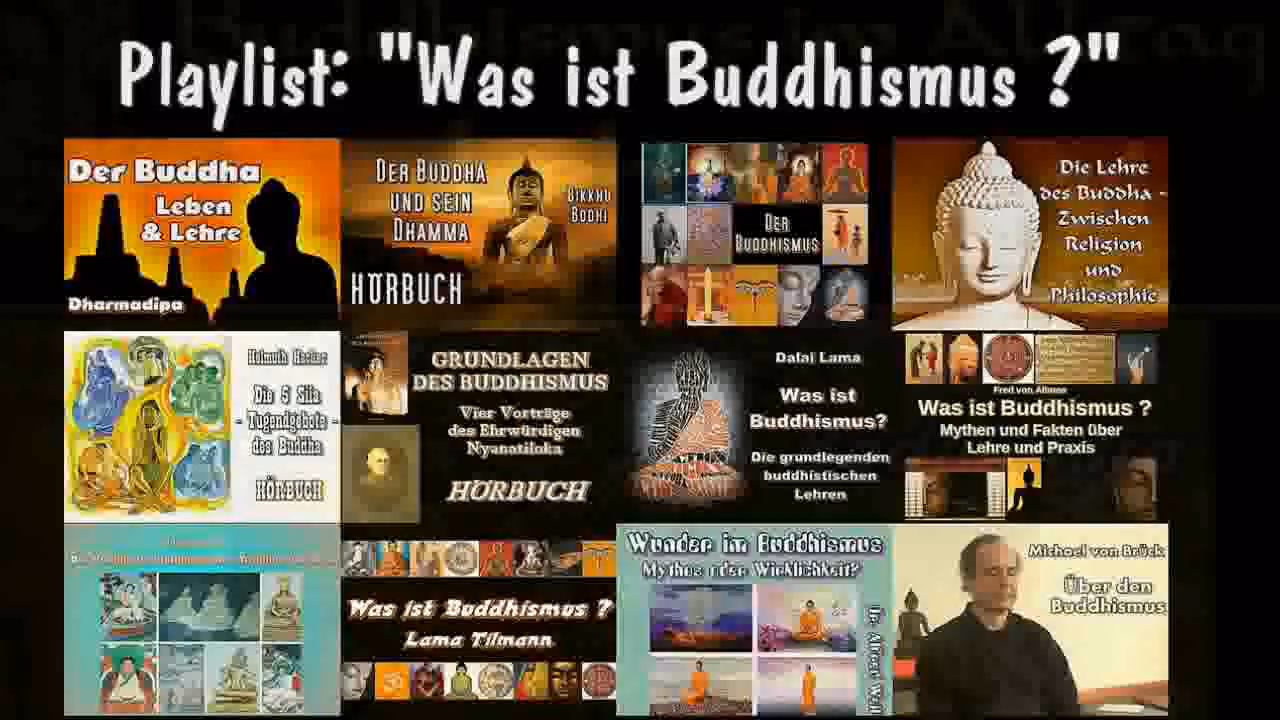 Playlist: "Was ist Buddhismus ?"
Der Buddha
Leben
& Lehre
Dharmadipa
DER BUDDHA
UND SEIN
DHAMMA
BIKKHU
BODHI
HÖRBUCH
DER
BUDDHISMUS
Die Lehre
des Buddha -
Zwischen
Religion
und
Philosophie
Helmuth Hecker
Die 5 Sila
- Tugendgebote -
des Buddha
HÖRBUCH
GRUNDLAGEN
DES BUDDHISMUS
Vier Vorträge
des Ehrwürdigen
Nyanatiloka
HÖRBUCH
Dalai Lama
Was ist
Buddhismus?
Die grundlegenden
buddhistischen
Lehren
Fred von Allmen
Was ist Buddhismus ?
Mythen und Fakten über
Lehre und Praxis
Was ist Buddhismus ?
Lama Tilmann
Wunder im Buddhismus
Mythos oder Wirklichkeit?
Dr. Alfred Weil
Michael von Brück
Über den
Buddhismus